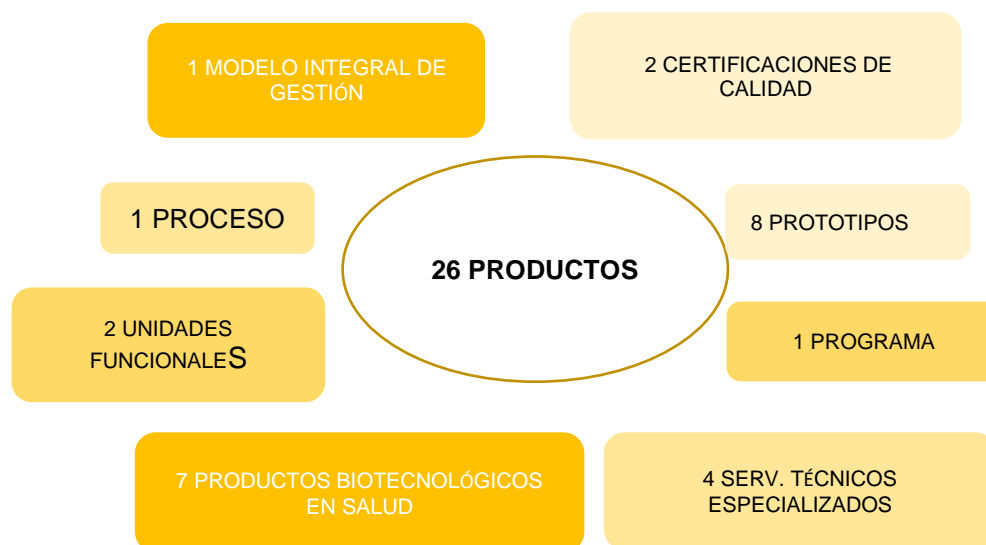 1 MODELO INTEGRAL DE
GESTIÓN
2 CERTIFICACIONES DE
CALIDAD
1 PROCESO
8 PROTOTIPOS
26 PRODUCTOS
2 UNIDADES
FUNCIONALES
1 PROGRAMA
7 PRODUCTOS BIOTECNOLÓGICOS
EN SALUD
4 SERV. TÉCNICOS
ESPECIALIZADOS